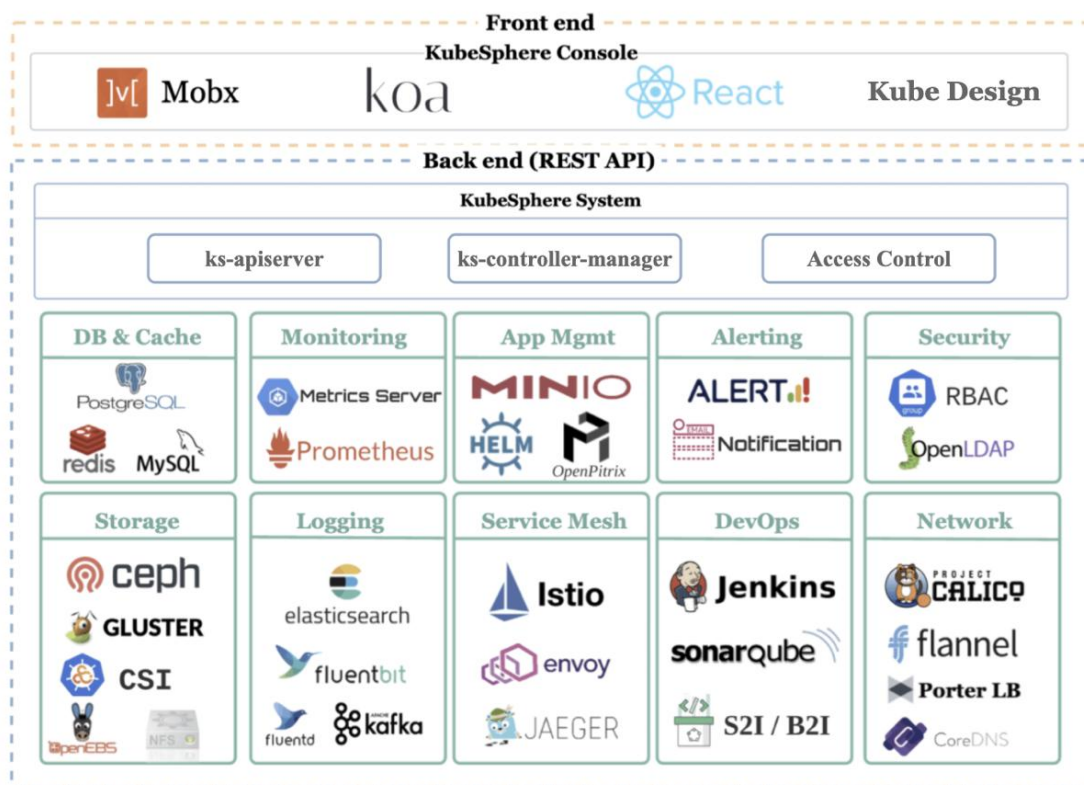 Front end
KubeSphere Console
]v[ Mobx koa React Kube Design
Back end (REST API)
KubeSphere System
ks-apiserver ks-controller-manager Access Control
DB & Cache Monitoring App Mgmt Alerting Security
PostgreSQL
redis MySQL
Metrics Server
Prometheus
MINIO
HELM OpenPitrix
ALERT
EMAIL Notification
group RBAC
OpenLDAP
Storage Logging Service Mesh DevOps Network
ceph
GLUSTER
CSI
OpenEBS NFS
elasticsearch
fluentbit
fluentd APACHE kafka
Istio
envoy
JAEGER
Jenkins
sonarqube
</> S2I / B2I
PROJECT
CALICO
flannel
Porter LB
CoreDNS